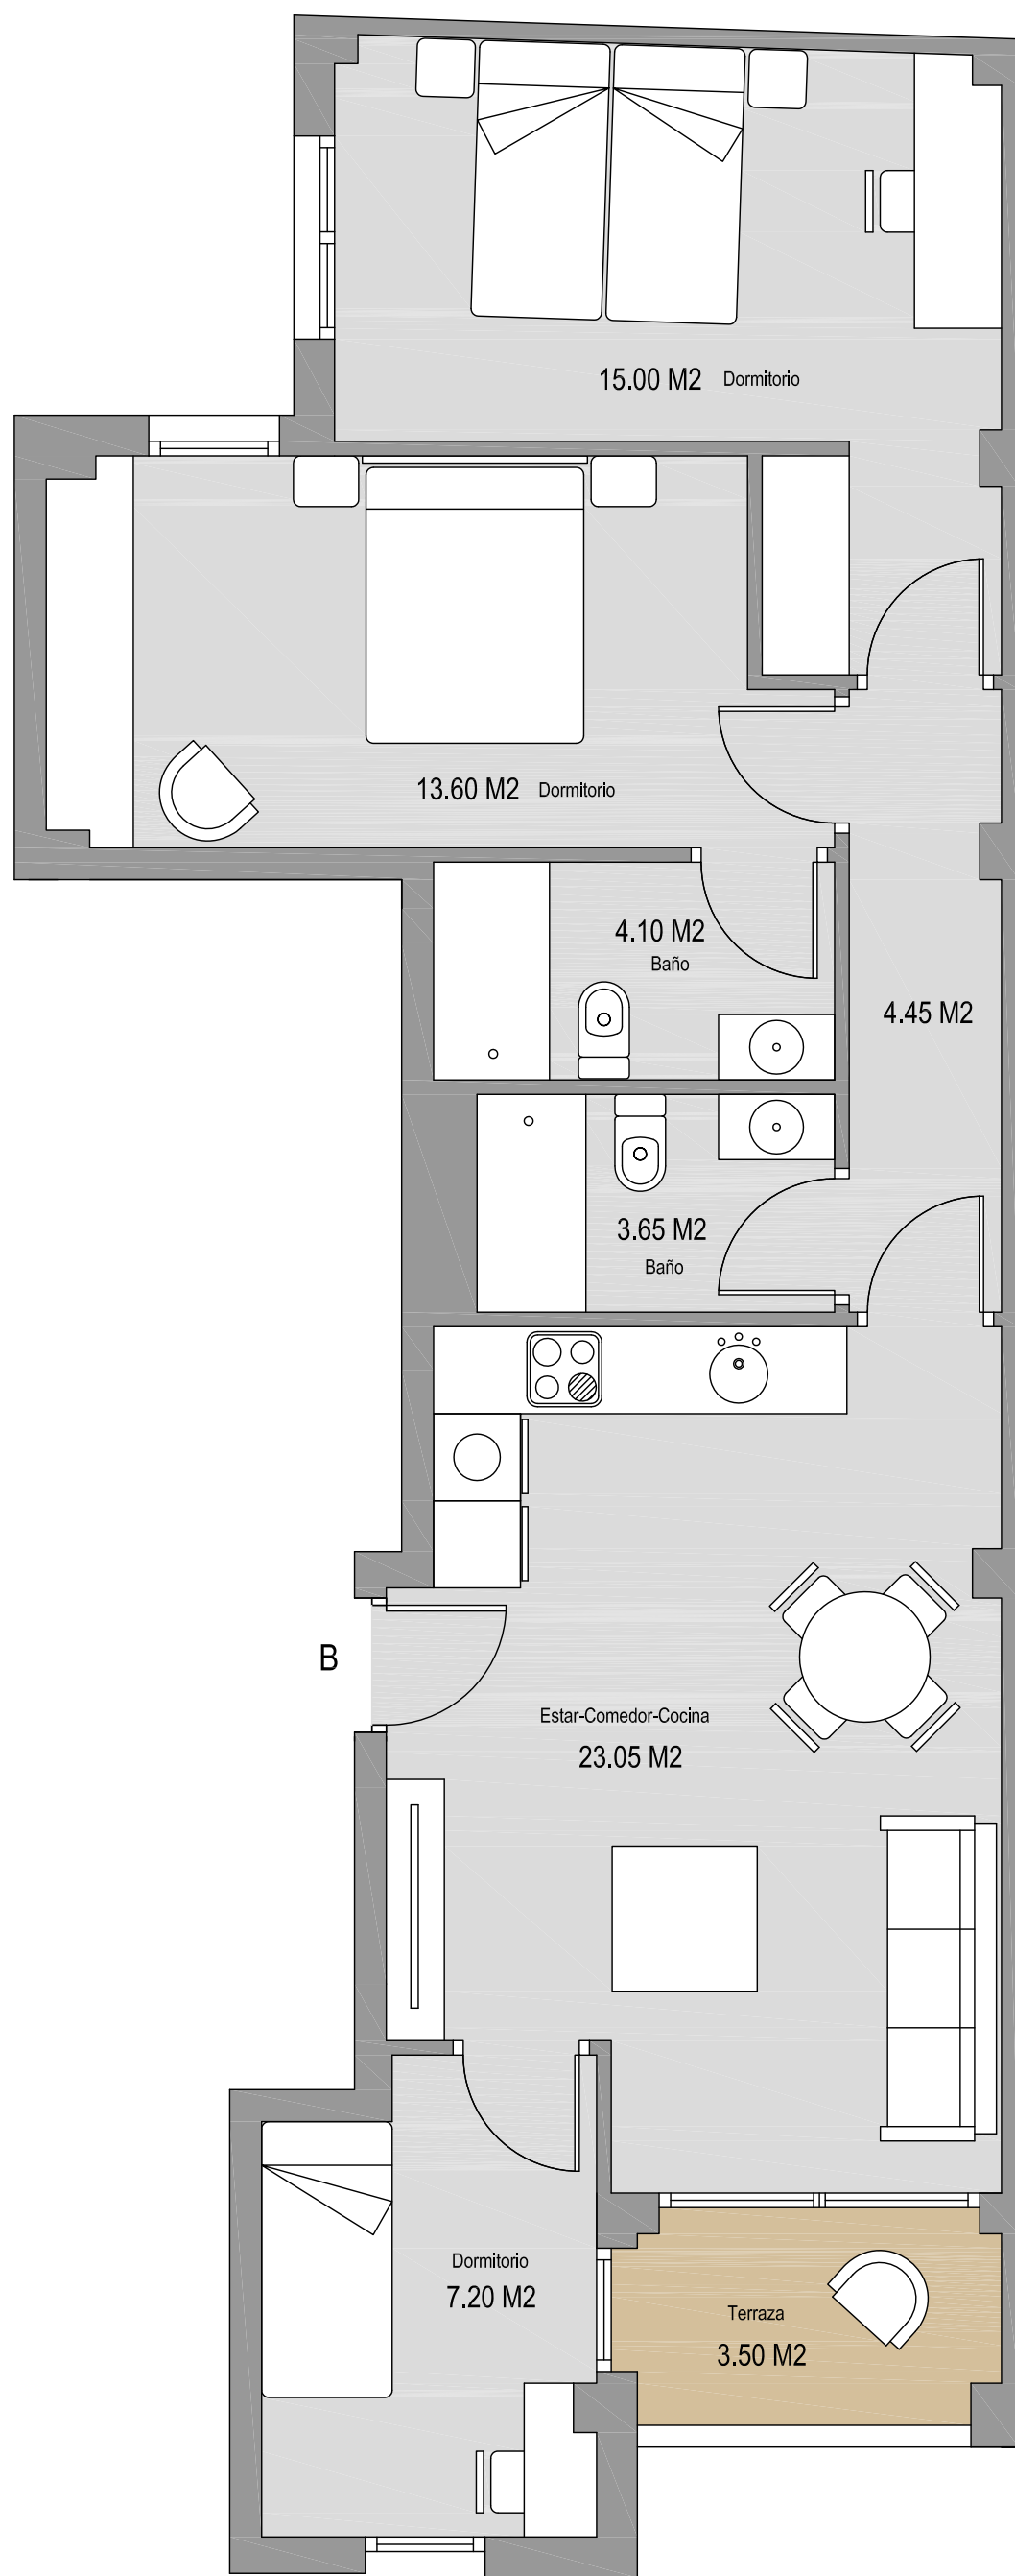 15.00 M2 Dormitorio
13.60 M2 Dormitorio
4.10 M2
Baño
4.45 M2
3.65 M2
Baño
B
Estar-Comedor-Cocina
23.05 M2
Dormitorio
7.20 M2
Terraza
3.50 M2